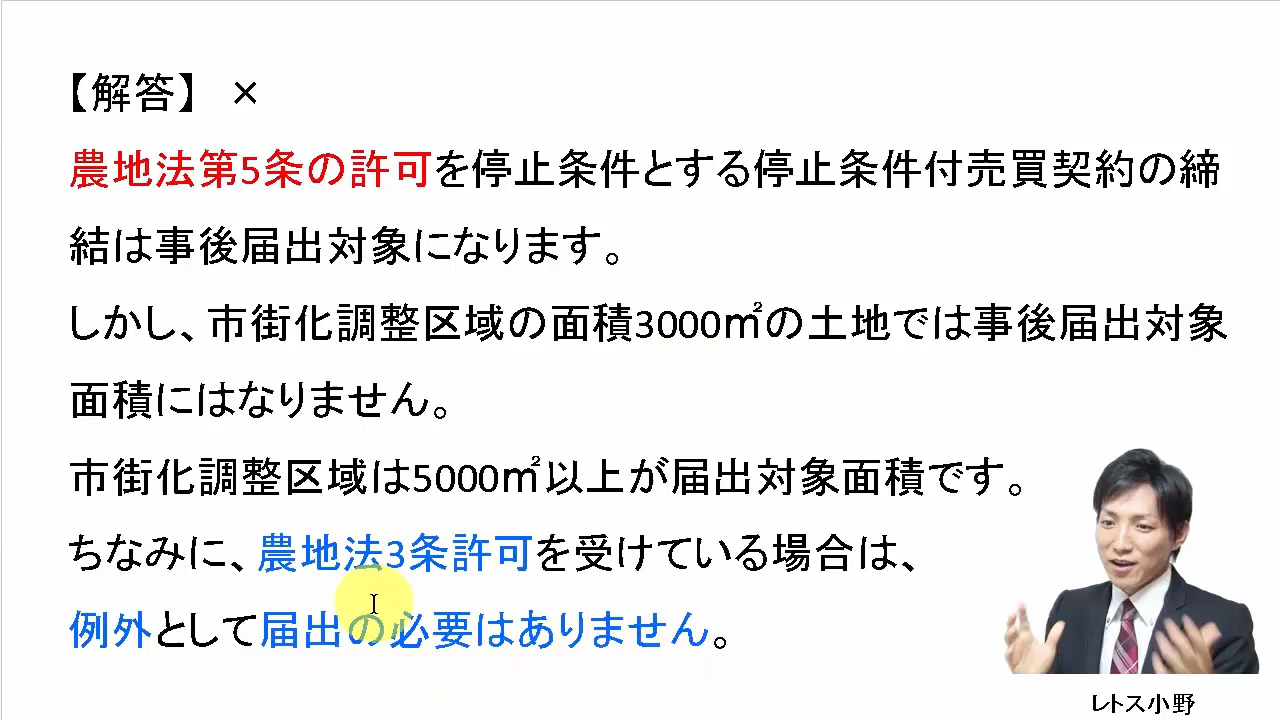 【解答】 ×
農地法第5条の許可を停止条件とする停止条件付売買契約の締
結は事後届出対象になります。
しかし、市街化調整区域の面積3000㎡の土地では事後届出対象
面積にはなりません。
市街化調整区域は5000㎡以上が届出対象面積です。
ちなみに、農地法3条許可を受けている場合は、
例外として届出の必要はありません。
レトス小野